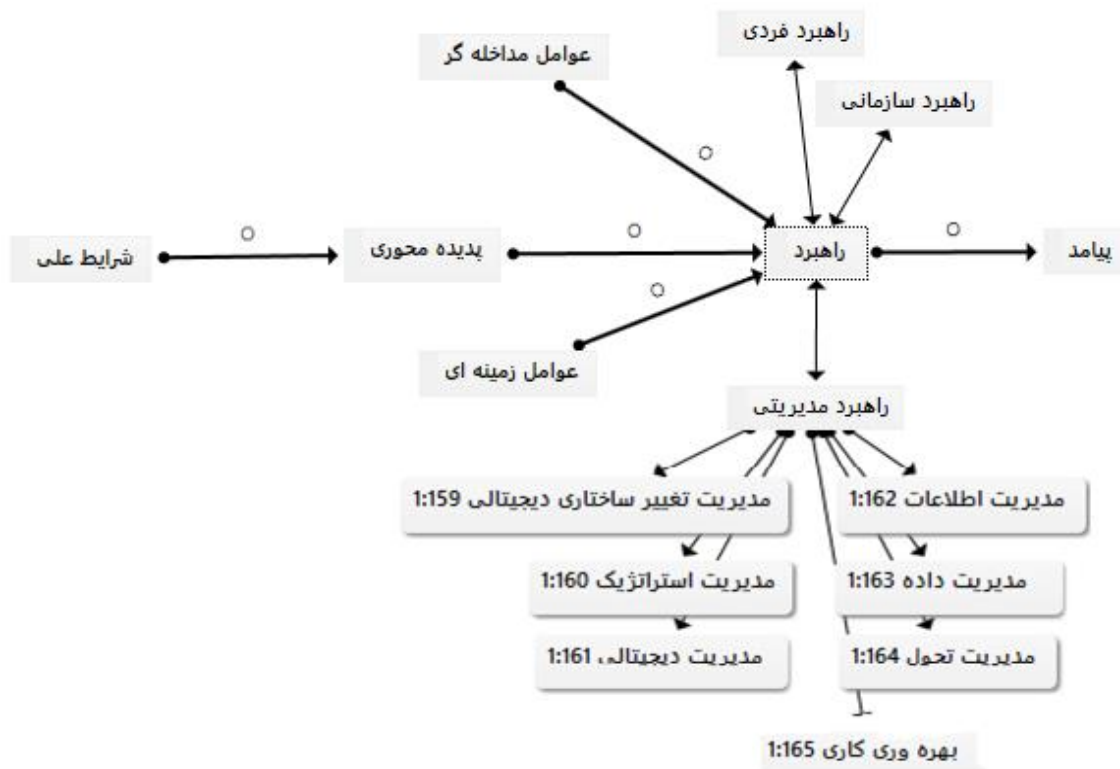 راهبرد فردی
عوامل مداخله گر
راهبرد سازمانی
شرایط علی
پدیده محوری
راهبرد
پیامد
عوامل زمینه ای
راهبرد مدیریتی
1:159 مدیریت تغییر ساختاری دیجیتالی
1:162 مدیریت اطلاعات
1:160 مدیریت استراتژیک
1:163 مدیریت داده
1:161 مدیریت دیجیتالی
1:164 مدیریت تحول
1:165 بهره وری کاری